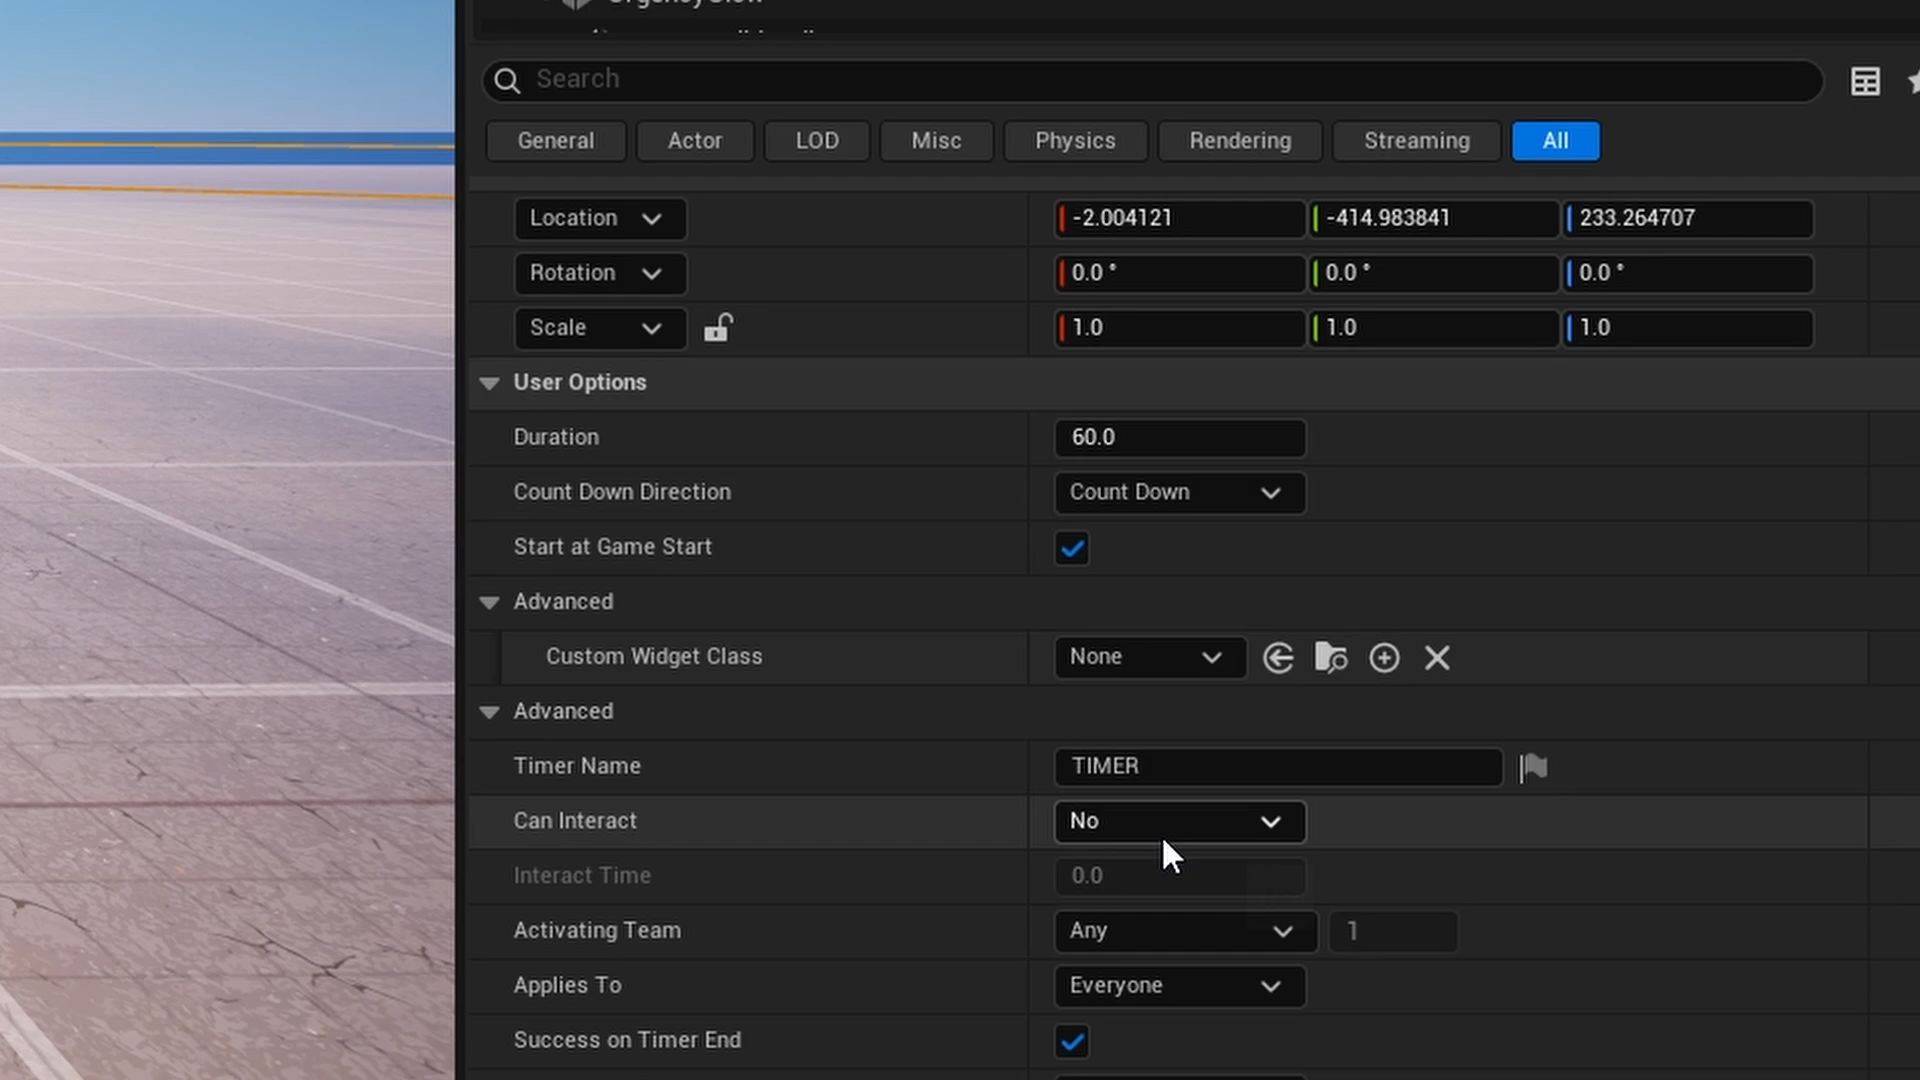 Search
General Actor LOD Misc Physics Rendering Streaming All
Location -2.004121 -414.983841 233.264707
Rotation 0.0 ° 0.0 ° 0.0 °
Scale 1.0 1.0 1.0
User Options
Duration 60.0
Count Down Direction Count Down
Start at Game Start
Advanced
Custom Widget Class None
Advanced
Timer Name TIMER
Can Interact No
Interact Time 0.0
Activating Team Any 1
Applies To Everyone
Success on Timer End